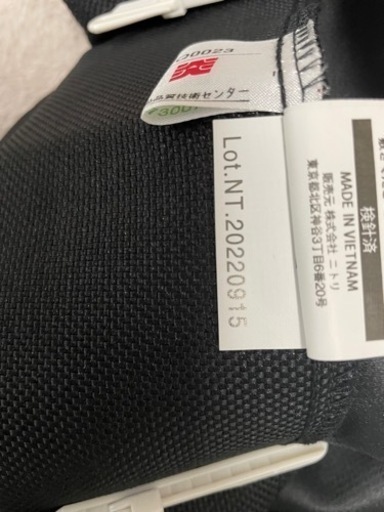 00023
炎
品質技術センター
Lot.NT.20220915
検針済
MADE IN VIETNAM
販売元 株式会社 ニトリ
東京都北区神谷3丁目6番20号